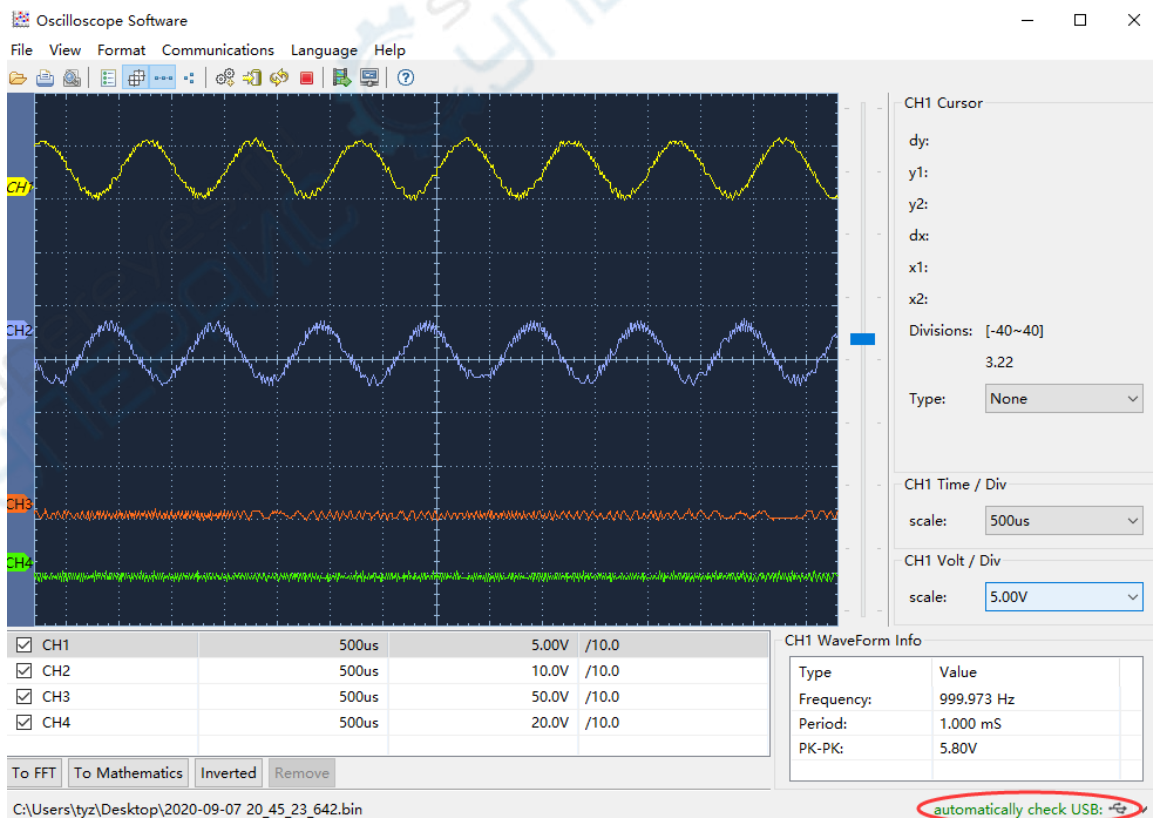 Oscilloscope Software
File View Format Communications Language Help
CH1 Cursor
dy:
y1:
y2:
dx:
x1:
x2:
Divisions: [-40~40]
3.22
Type: None
CH1 Time / Div
scale: 500us
CH1 Volt / Div
scale: 5.00V
CH
CH2
CH3
CH4
CH1 500us 5.00V /10.0
CH2 500us 10.0V /10.0
CH3 500us 50.0V /10.0
CH4 500us 20.0V /10.0
To FFT To Mathematics Inverted Remove
CH1 WaveForm Info
Type Value
Frequency: 999.973 Hz
Period: 1.000 mS
PK-PK: 5.80V
C:\Users\tyz\Desktop\2020-09-07 20_45_23_642.bin
automatically check USB: